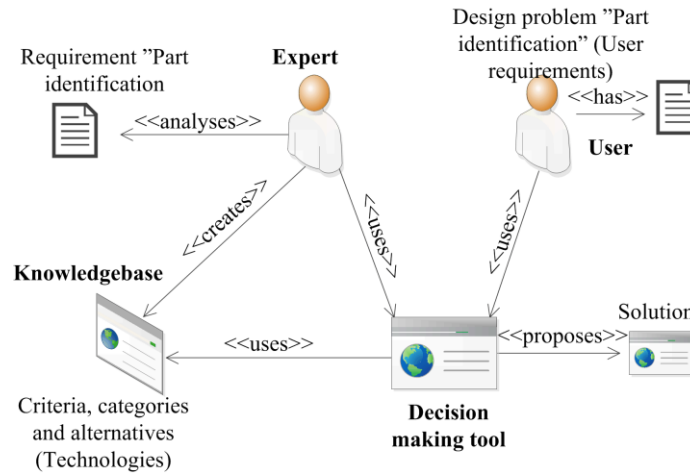 Design problem ”Part
identification” (User
requirements)
Requirement ”Part
identification
Expert
<<has>>
<<analyses>>
User
<<creates>>
<<uses>>
<<uses>>
Knowledgebase
Solution
<<uses>>
<<proposes>>
Criteria, categories
and alternatives
(Technologies)
Decision
making tool